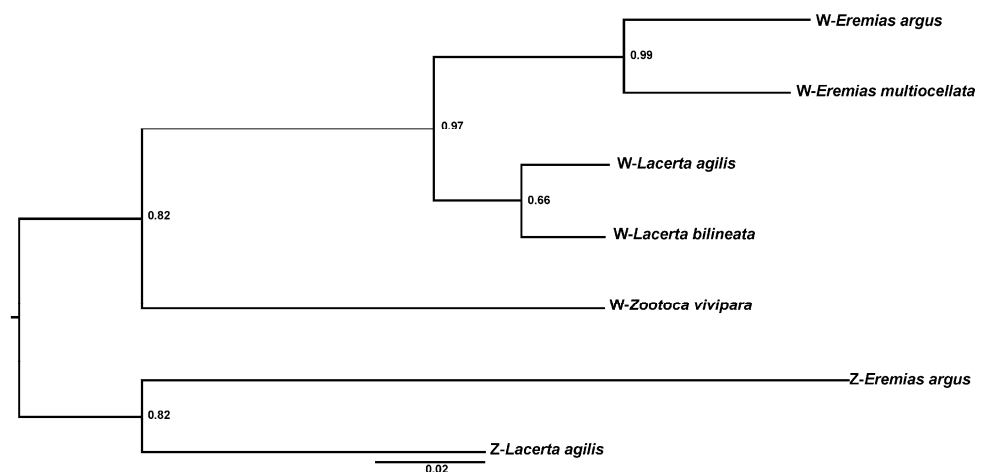 W-Eremias argus
0.99
W-Eremias multiocellata
0.97
W-Lacerta agilis
0.66
W-Lacerta bilineata
0.82
W-Zootoca vivipara
Z-Eremias argus
0.82
Z-Lacerta agilis
0.02